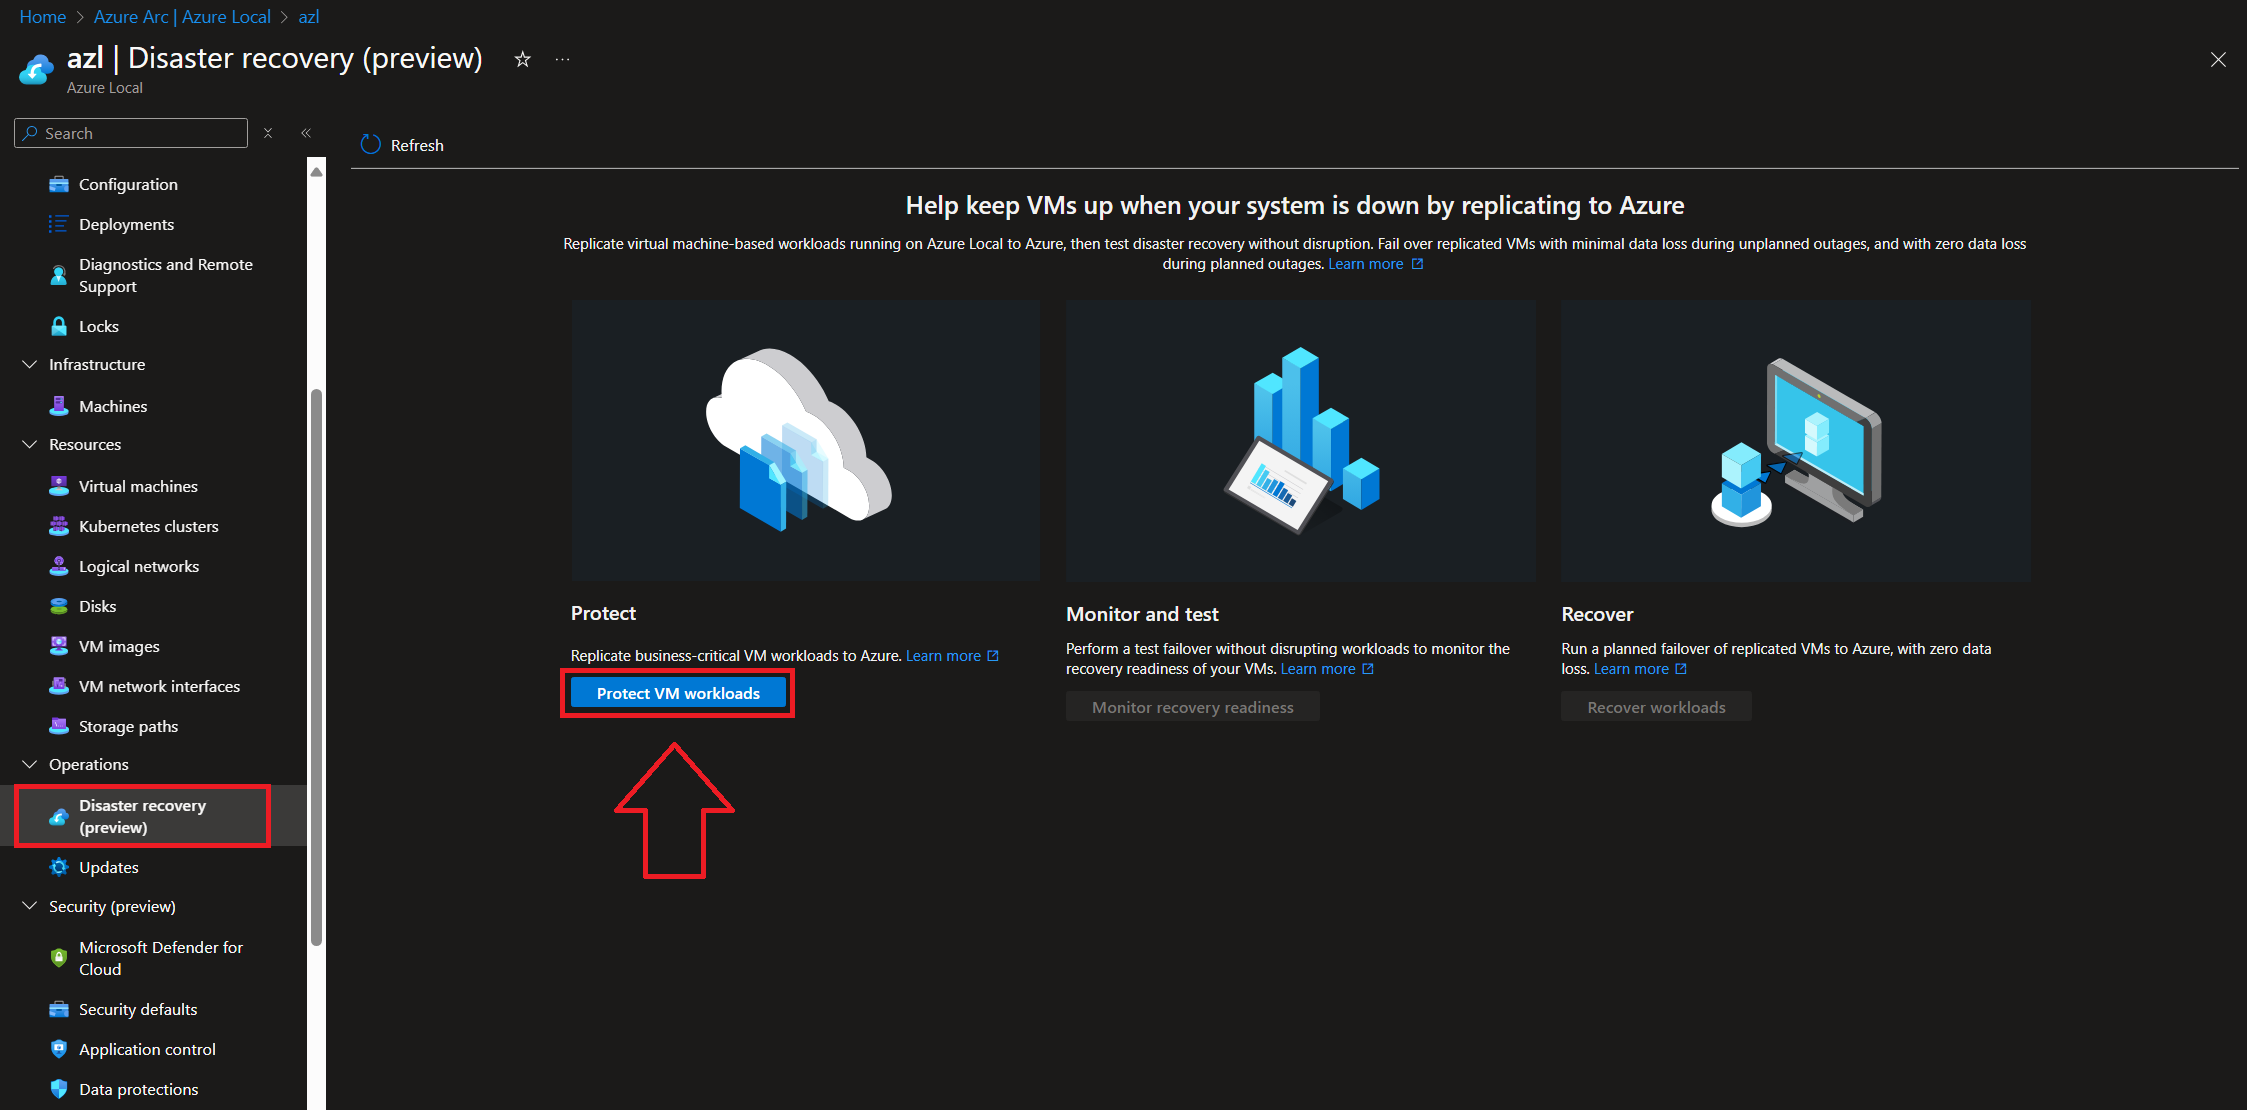 Home > Azure Arc | Azure Local > azl
azl | Disaster recovery (preview)
Azure Local
Search
Configuration
Deployments
Diagnostics and Remote
Support
Locks
Infrastructure
Machines
Resources
Virtual machines
Kubernetes clusters
Logical networks
Disks
VM images
VM network interfaces
Storage paths
Operations
Disaster recovery
(preview)
Updates
Security (preview)
Microsoft Defender for
Cloud
Security defaults
Application control
Data protections
Refresh
Help keep VMs up when your system is down by replicating to Azure
Replicate virtual machine-based workloads running on Azure Local to Azure, then test disaster recovery without disruption. Fail over replicated VMs with minimal data loss during unplanned outages, and with zero data loss
during planned outages. Learn more
Protect
Replicate business-critical VM workloads to Azure. Learn more
Protect VM workloads
Monitor and test
Perform a test failover without disrupting workloads to monitor the
recovery readiness of your VMs. Learn more
Monitor recovery readiness
Recover
Run a planned failover of replicated VMs to Azure, with zero data
loss. Learn more
Recover workloads